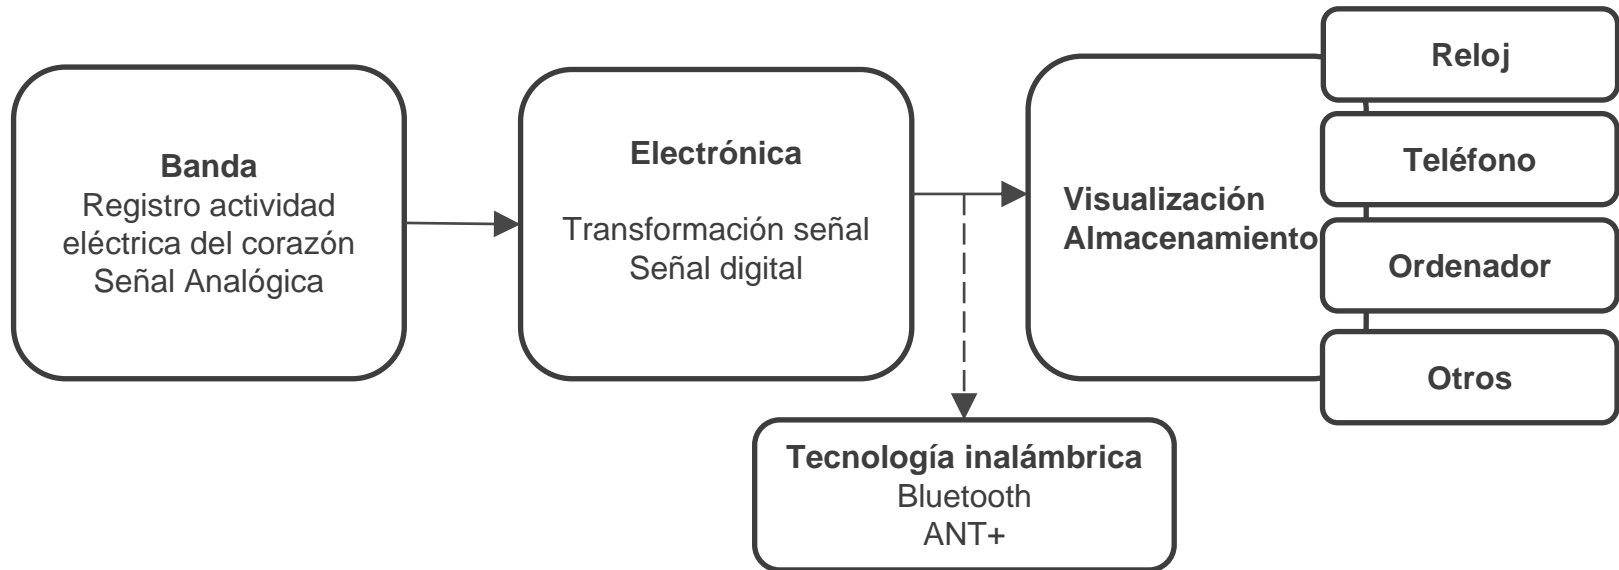 Banda
Registro actividad
eléctrica del corazón
Señal Analógica
Electrónica
Transformación señal
Señal digital
Visualización
Almacenamiento
Reloj
Teléfono
Ordenador
Otros
Tecnología inalámbrica
Bluetooth
ANT+